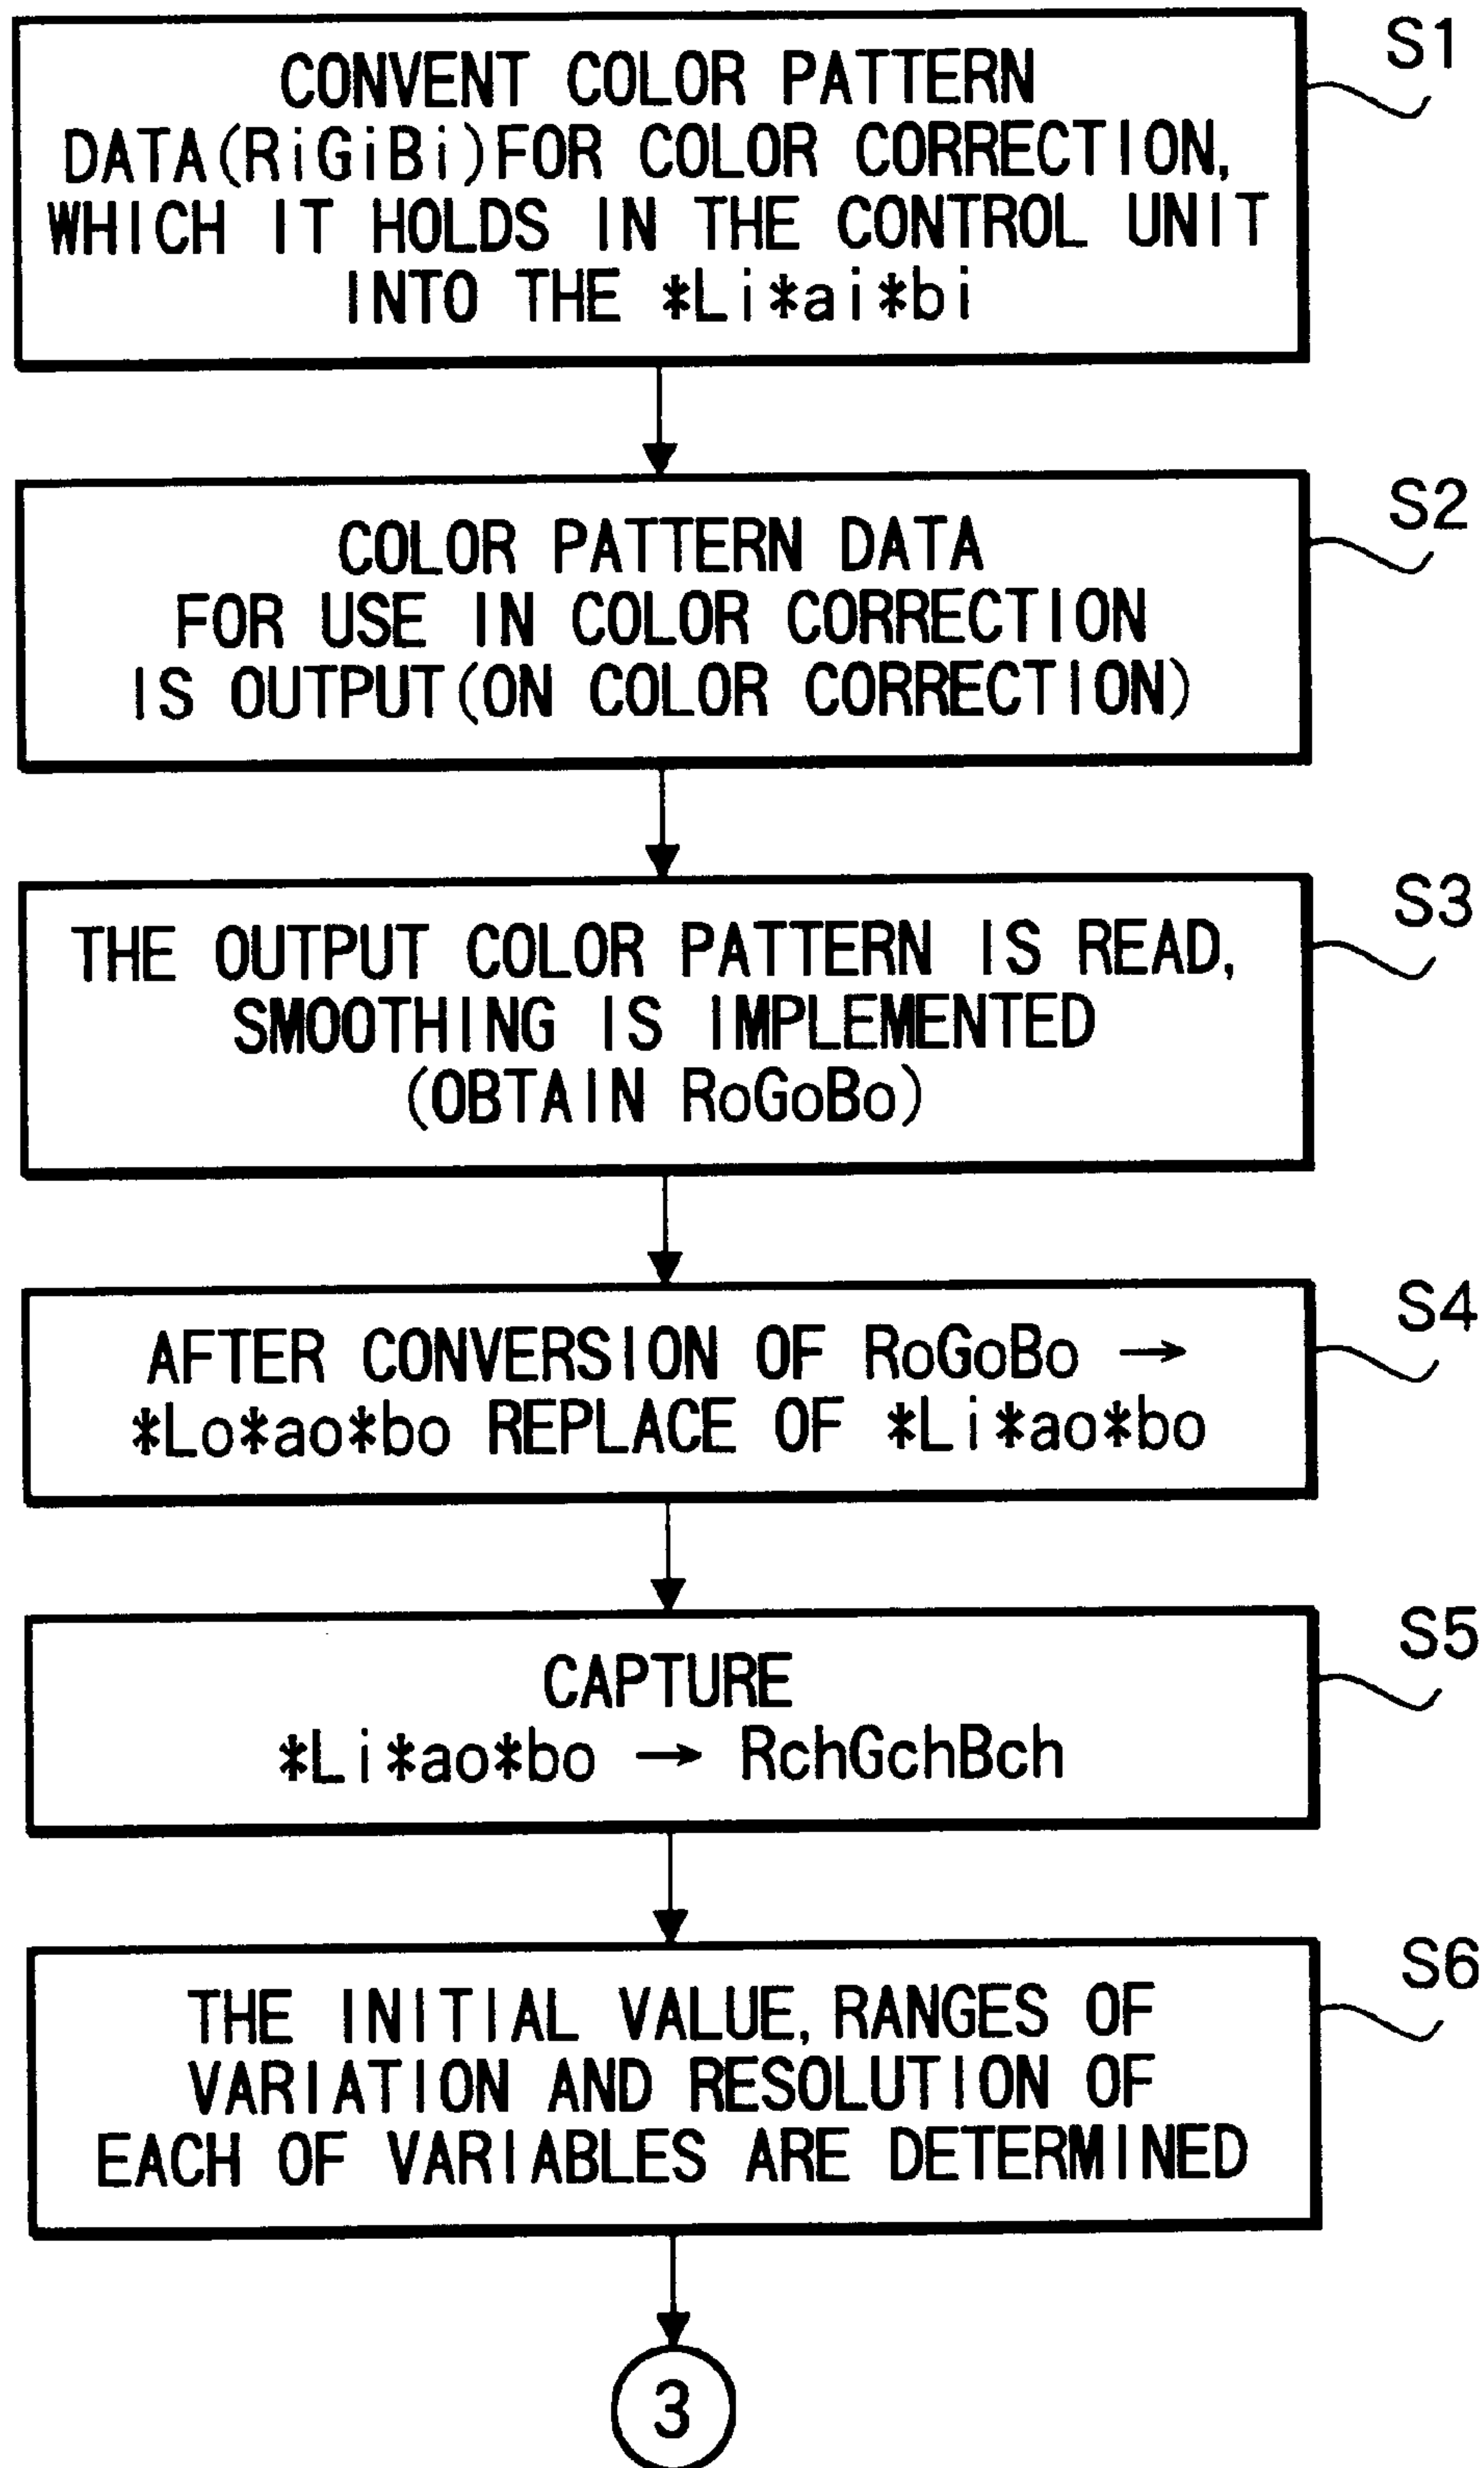 S1
CONVENT COLOR PATTERN
DATA(RiGiBi)FOR COLOR CORRECTION,
WHICH IT HOLDS IN THE CONTROL UNIT
INTO THE *Li*ai*bi
S2
COLOR PATTERN DATA
FOR USE IN COLOR CORRECTION
IS OUTPUT(ON COLOR CORRECTION)
S3
THE OUTPUT COLOR PATTERN IS READ,
SMOOTHING IS IMPLEMENTED
(OBTAIN RoGoBo)
S4
AFTER CONVERSION OF RoGoBo →
*Lo*ao*bo REPLACE OF *Li*ao*bo
S5
CAPTURE
*Li*ao*bo → RchGchBch
S6
THE INITIAL VALUE, RANGES OF
VARIATION AND RESOLUTION OF
EACH OF VARIABLES ARE DETERMINED
3